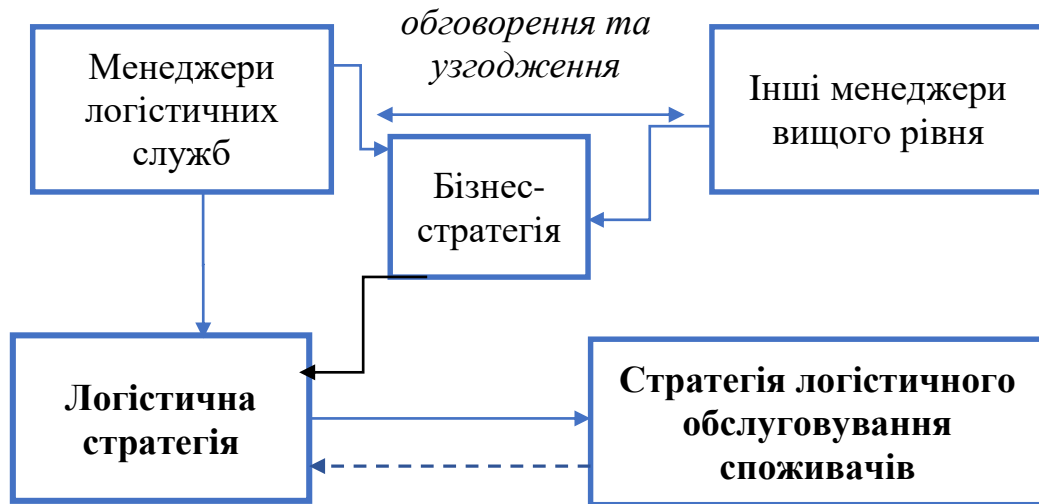 обговорення та
узгодження
Менеджери
логістичних
служб
Інші менеджери
вищого рівня
Бізнес-
стратегія
Логістична
стратегія
Стратегія логістичного
обслуговування
споживачів